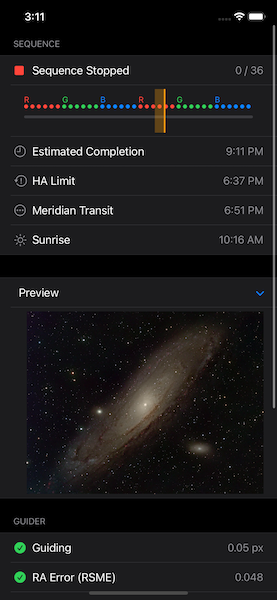 3:11
SEQUENCE
Sequence Stopped 0 / 36
R G B R G B
Estimated Completion 9:11 PM
HA Limit 6:37 PM
Meridian Transit 6:51 PM
Sunrise 10:16 AM
Preview
GUIDER
Guiding 0.05 px
RA Error (RSME) 0.048